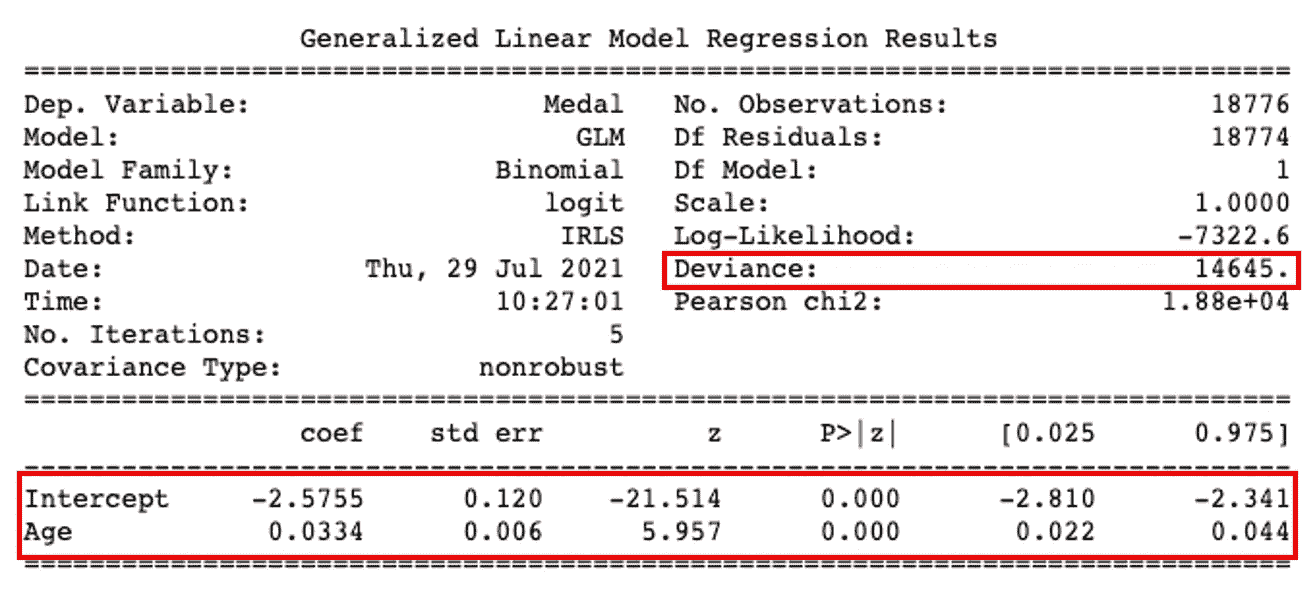 Generalized Linear Model Regression Results
==============================================================================
Dep. Variable: Medal No. Observations: 18776
Model: GLM Df Residuals: 18774
Model Family: Binomial Df Model: 1
Link Function: logit Scale: 1.0000
Method: IRLS Log-Likelihood: -7322.6
Date: Thu, 29 Jul 2021 Deviance: 14645.
Time: 10:27:01 Pearson chi2: 1.88e+04
No. Iterations: 5
Covariance Type: nonrobust
==============================================================================
coef std err z P>|z| [0.025 0.975]
------------------------------------------------------------------------------
Intercept -2.5755 0.120 -21.514 0.000 -2.810 -2.341
Age 0.0334 0.006 5.957 0.000 0.022 0.044
==============================================================================